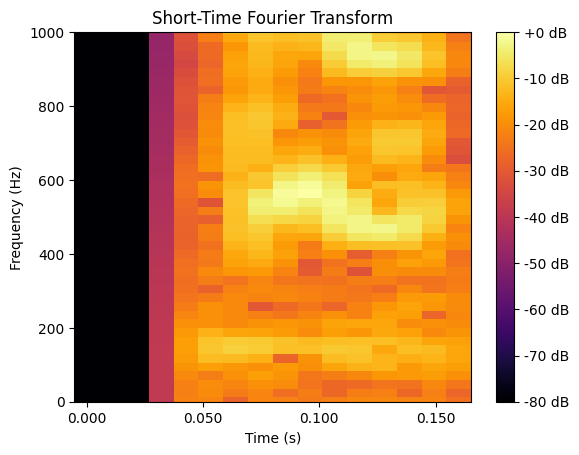 Short-Time Fourier Transform
1000
800
600
400
200
0
Frequency (Hz)
0.000
0.050
0.100
0.150
Time (s)
+0 dB
-10 dB
-20 dB
-30 dB
-40 dB
-50 dB
-60 dB
-70 dB
-80 dB